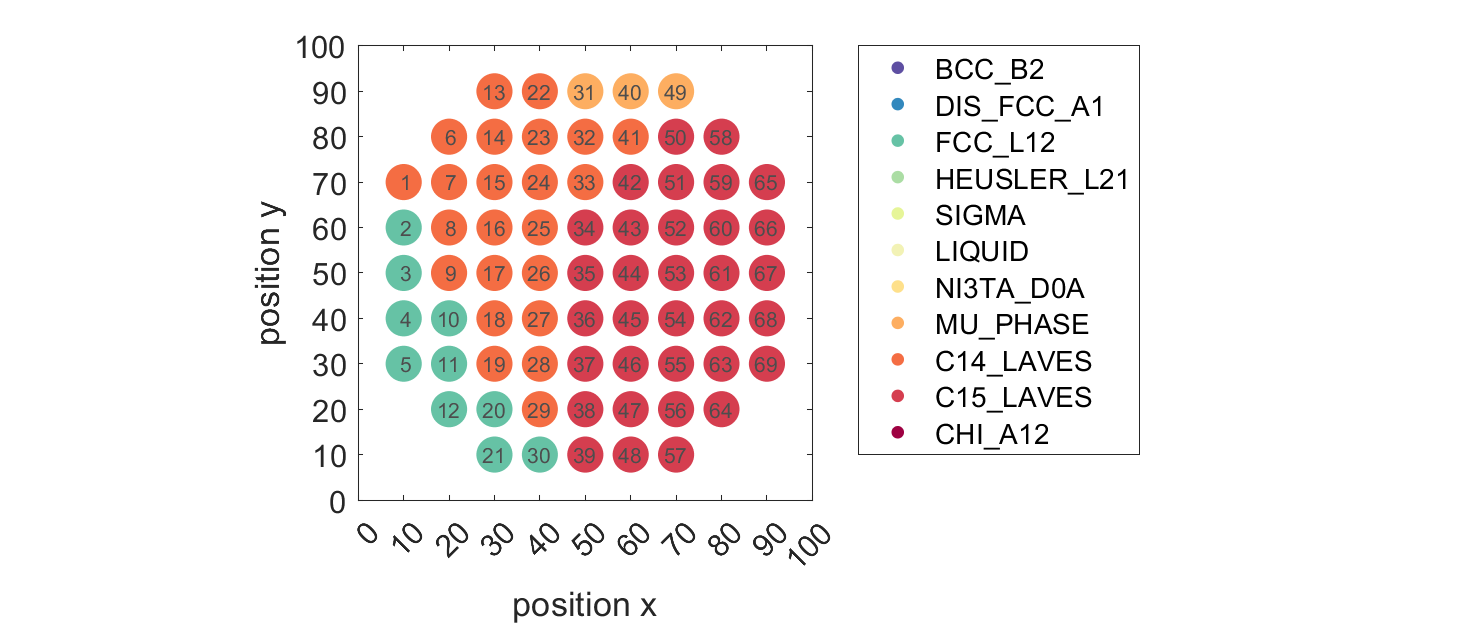 100
90
80
70
60
50
40
30
20
10
0
position y
13 22 31 40 49
6 14 23 32 41 50 58
1 7 15 24 33 42 51 59 65
2 8 16 25 34 43 52 60 66
3 9 17 26 35 44 53 61 67
4 10 18 27 36 45 54 62 68
5 11 19 28 37 46 55 63 69
12 20 29 38 47 56 64
21 30 39 48 57
0 10 20 30 40 50 60 70 80 90 100
position x
BCC_B2
DIS_FCC_A1
FCC_L12
HEUSLER_L21
SIGMA
LIQUID
NI3TA_D0A
MU_PHASE
C14_LAVES
C15_LAVES
CHI_A12